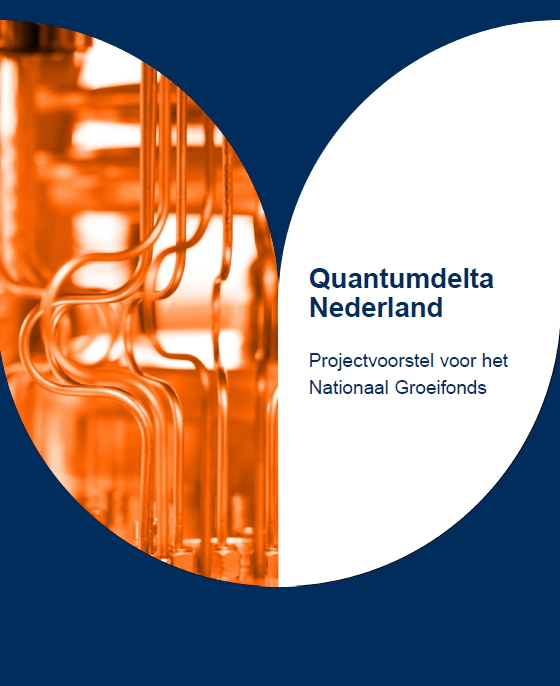 Quantumdelta
Nederland
Projectvoorstel voor het
Nationaal Groeifonds